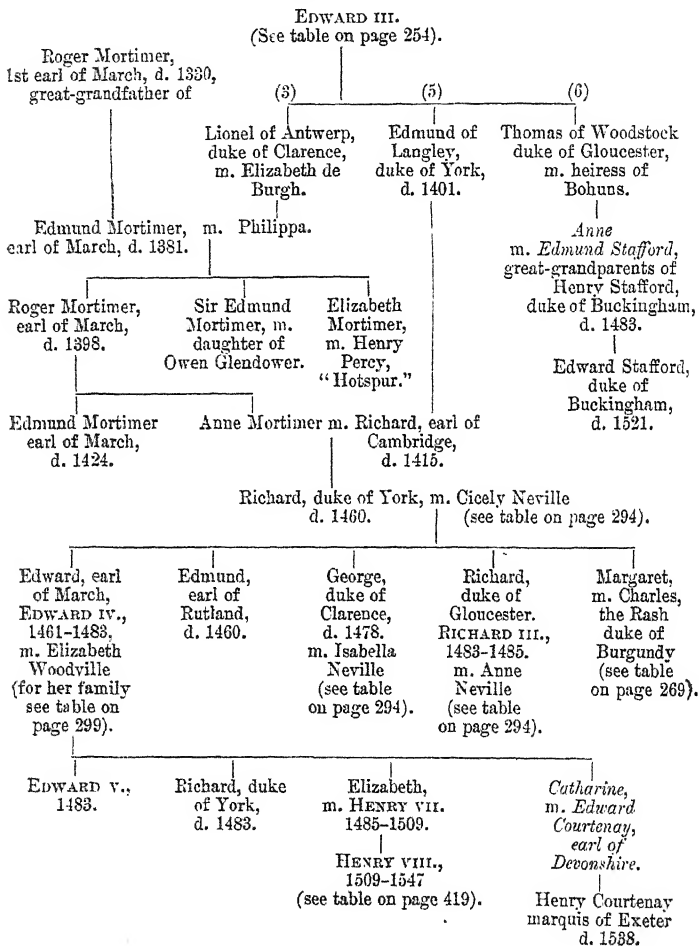 EDWARD III.
(See table on page 254).
Roger Mortimer,
1st earl of March, d. 1330,
great-grandfather of
(3)
(5)
(6)
Lionel of Antwerp,
duke of Clarence,
m. Elizabeth de
Burgh.
Edmund of
Langley,
duke of York,
d. 1401.
Thomas of Woodstock
duke of Gloucester,
m. heiress of
Bohuns.
Edmund Mortimer, m. Philippa.
earl of March, d. 1381.
Anne
m. Edmund Stafford,
great-grandparents of
Henry Stafford,
duke of Buckingham,
d. 1483.
Roger Mortimer,
earl of March,
d. 1398.
Sir Edmund
Mortimer, m.
daughter of
Owen Glendower.
Elizabeth
Mortimer,
m. Henry
Percy,
"Hotspur."
Edward Stafford,
duke of
Buckingham,
d. 1521.
Edmund Mortimer
earl of March,
d. 1424.
Anne Mortimer m. Richard, earl of
Cambridge,
d. 1415.
Richard, duke of York, m. Cicely Neville
d. 1460. (see table on page 294).
Edward, earl
of March,
EDWARD IV.,
1461-1483,
m. Elizabeth
Woodville
(for her family
see table on
page 299).
Edmund,
earl of
Rutland,
d. 1460.
George,
duke of
Clarence,
d. 1478.
m. Isabella
Neville
(see table
on page 294).
Richard,
duke of
Gloucester.
RICHARD III.,
1483-1485.
m. Anne
Neville
(see table
on page 294).
Margaret,
m. Charles,
the Rash
duke of
Burgundy
(see table
on page 269).
EDWARD V.,
1483.
Richard, duke
of York,
d. 1483.
Elizabeth,
m. HENRY VII.
1485-1509.
HENRY VIII.,
1509-1547
(see table on page 419).
Catharine,
m. Edward
Courtenay,
earl of
Devonshire.
Henry Courtenay
marquis of Exeter
d. 1538.